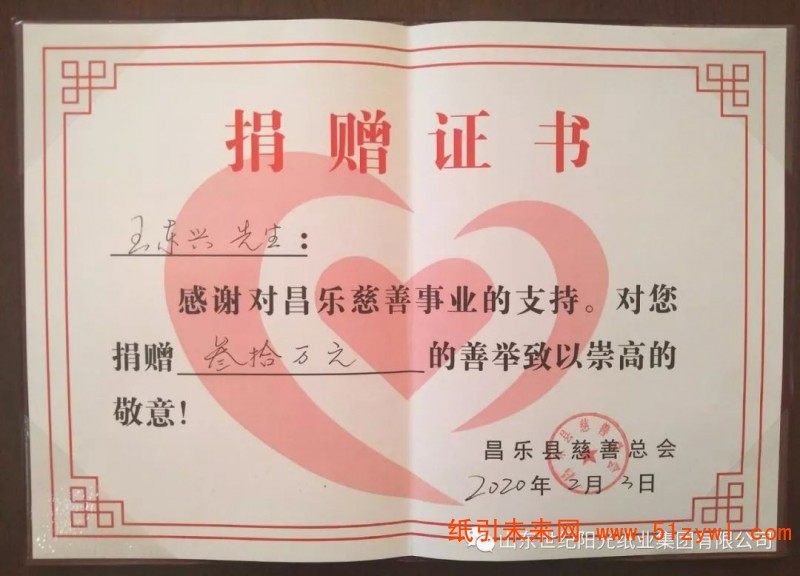 捐赠证书
王东兴 先生:
感谢对昌乐慈善事业的支持。对您
捐赠 叁拾万元 的善举致以崇高的
敬意!
昌乐县慈善总会
2020年2月3日
纸引未来网 www.51zywl.com
山东世纪阳光纸业集团有限公司